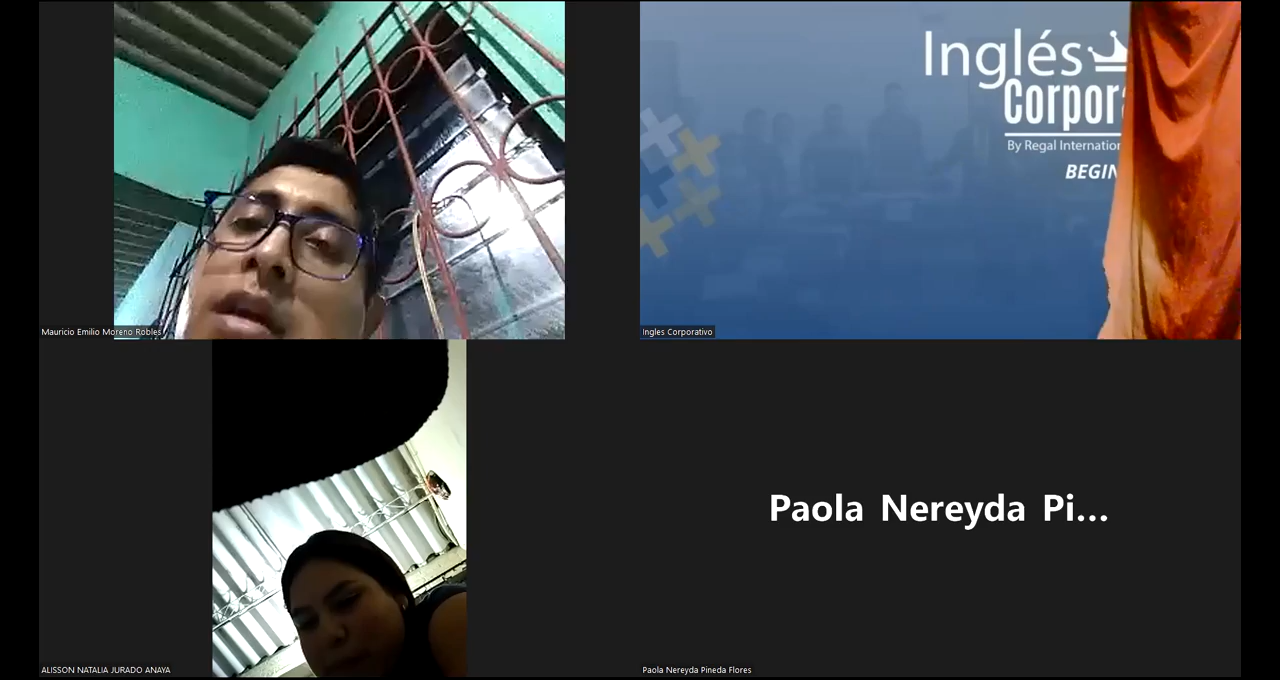 Inglés
Corpora
By Regal Internation
BEGIN
Mauricio Emilio Moreno Robles
Ingles Corporativo
Paola Nereyda Pi...
ALISSON NATALIA JURADO ANAYA
Paola Nereyda Pineda Flores